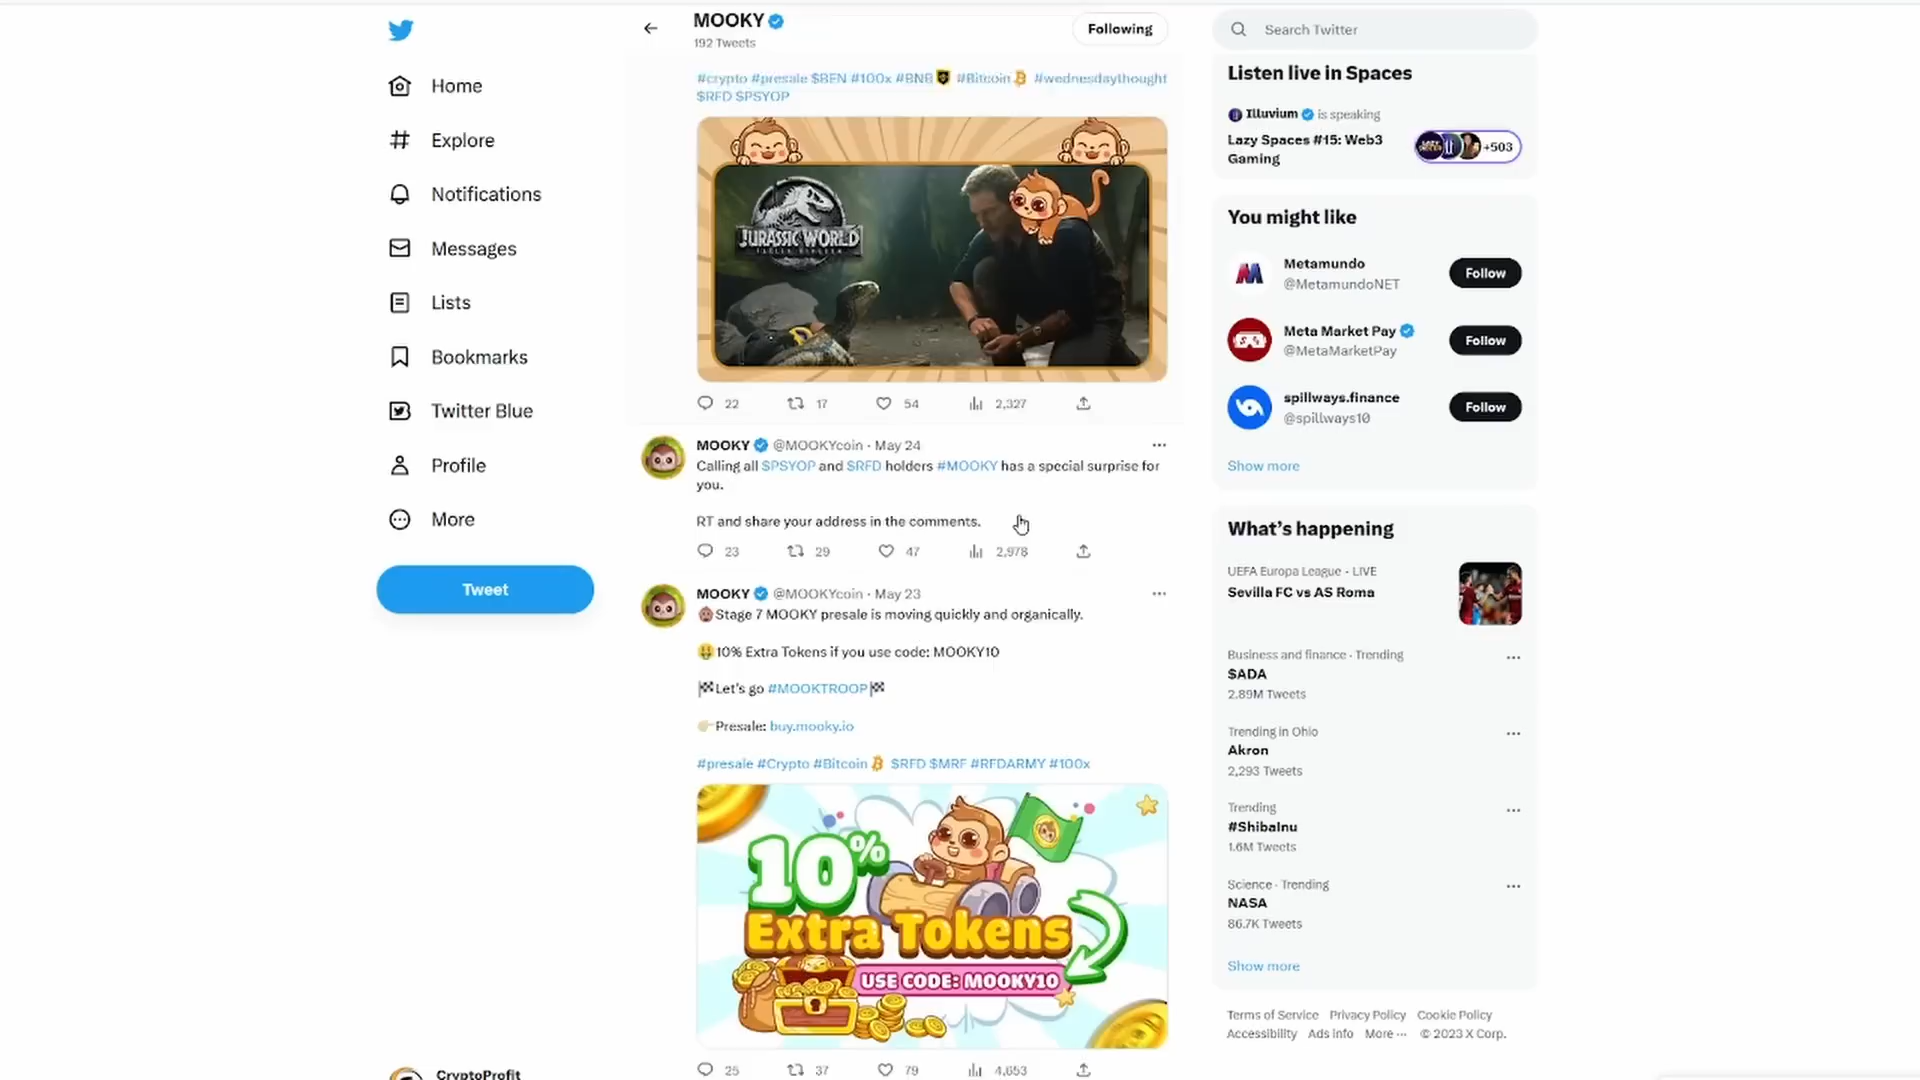 Home
Explore
Notifications
Messages
Lists
Bookmarks
Twitter Blue
Profile
More
Tweet
CryptoProfit
MOOKY
192 Tweets
Following
#crypto #presale $BEN #100x #BNB #Bitcoin #wednesdaythought
$RFD $PSYOP
JURASSIC WORLD
FALLEN KINGDOM
22 17 54 2,327
MOOKY @MOOKYcoin · May 24
Calling all $PSYOP and $RFD holders #MOOKY has a special surprise for
you.
RT and share your address in the comments.
23 29 47 2,978
MOOKY @MOOKYcoin · May 23
Stage 7 MOOKY presale is moving quickly and organically.
10% Extra Tokens if you use code: MOOKY10
Let's go #MOOKTROOP
Presale: buy.mooky.io
#presale #Crypto #Bitcoin $RFD $MRF #RFDARMY #100x
10%
Extra Tokens
USE CODE: MOOKY10
25 37 79 4,653
Search Twitter
Listen live in Spaces
Illuvium is speaking
Lazy Spaces #15: Web3
Gaming
+503
You might like
Metamundo
@MetamundoNET
Follow
Meta Market Pay
@MetaMarketPay
Follow
spillways.finance
@spillways10
Follow
Show more
What's happening
UEFA Europa League · LIVE
Sevilla FC vs AS Roma
Business and finance · Trending
$ADA
2.89M Tweets
Trending in Ohio
Akron
2,293 Tweets
Trending
#ShibaInu
1.6M Tweets
Science · Trending
NASA
86.7K Tweets
Show more
Terms of Service Privacy Policy Cookie Policy
Accessibility Ads info More ··· © 2023 X Corp.